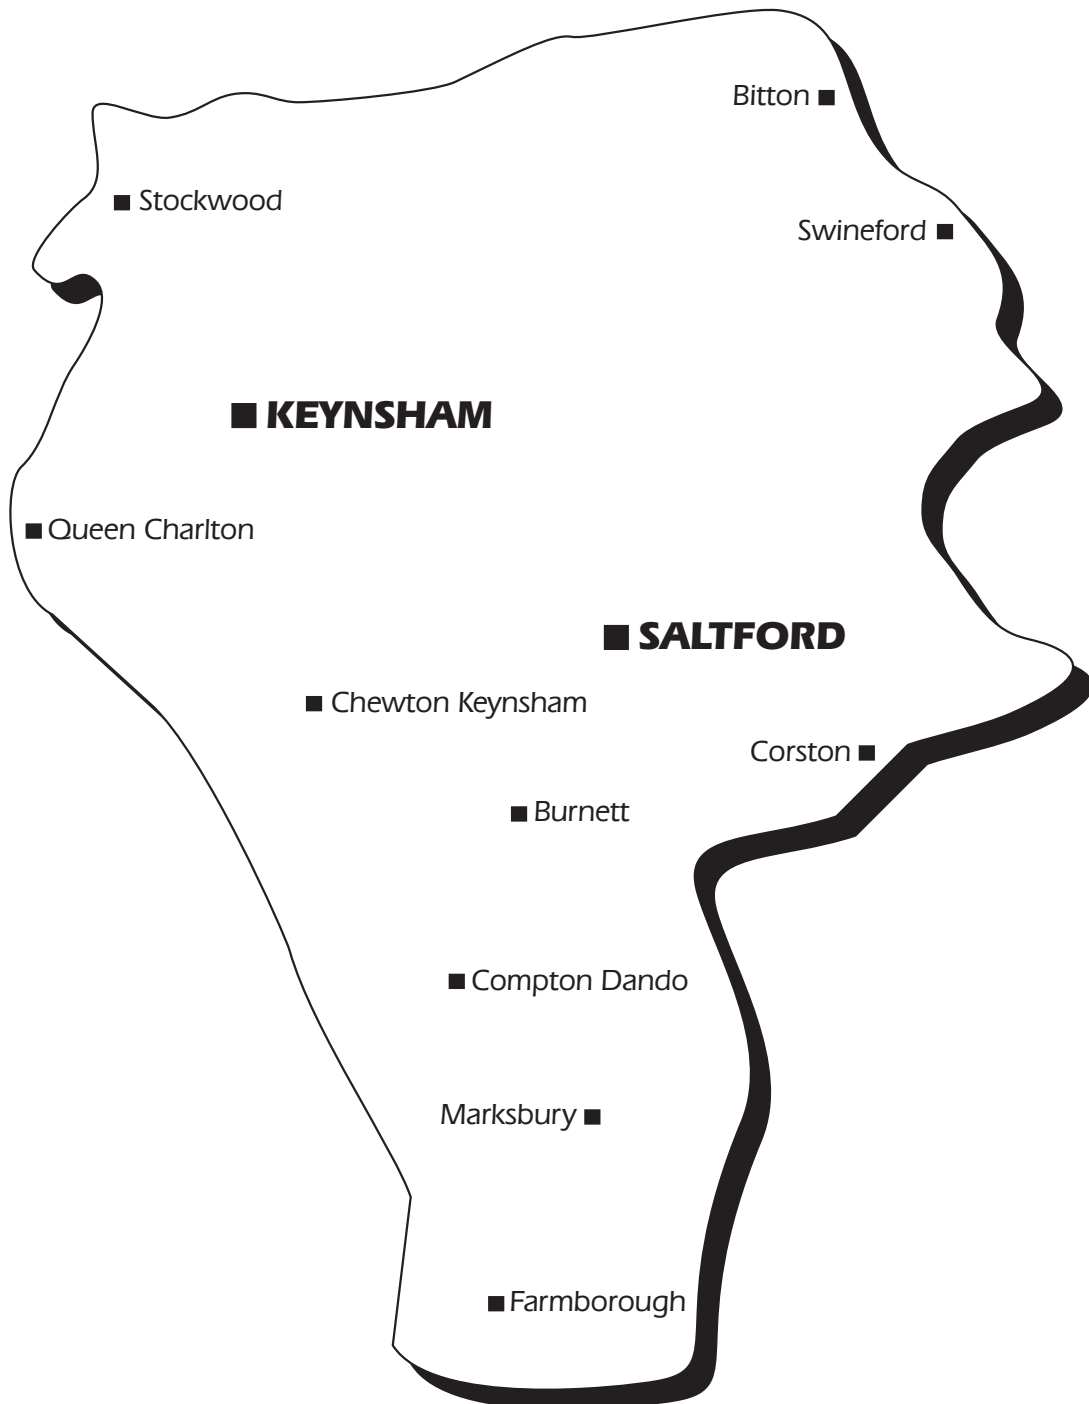 Bitton
Stockwood
Swineford
KEYNSHAM
Queen Charlton
SALTFORD
Chewton Keynsham
Corston
Burnett
Compton Dando
Marksbury
Farmborough